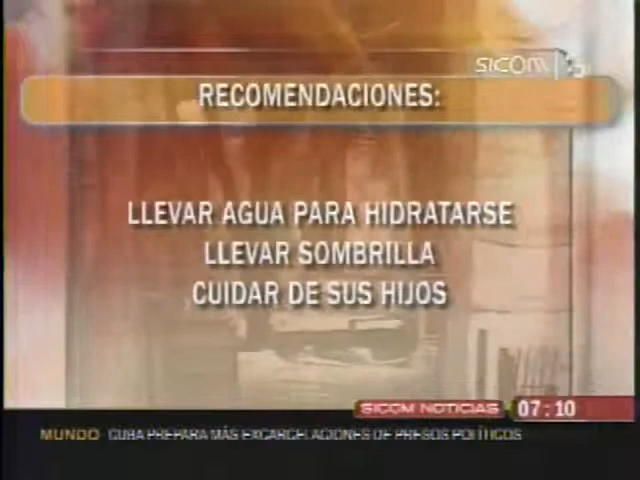 SICOM
RECOMENDACIONES:
LLEVAR AGUA PARA HIDRATARSE
LLEVAR SOMBRILLA
CUIDAR DE SUS HIJOS
SICOM NOTICIAS 07:10
MUNDO CUBA PREPARA MÁS EXCARCELACIONES DE PRESOS POLÍTICOS